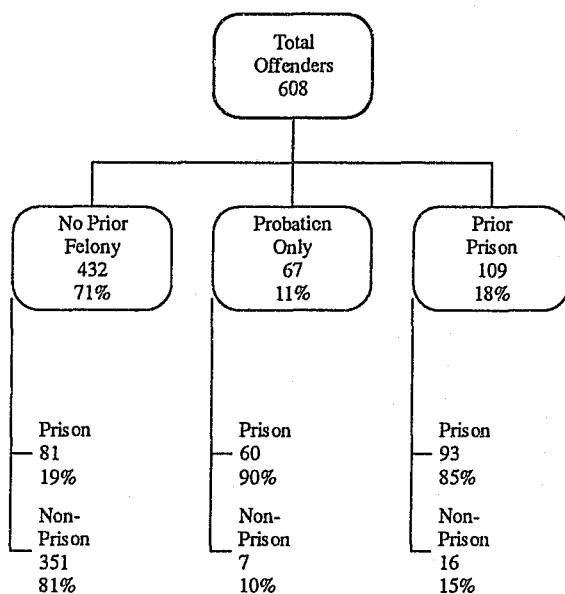 Total
Offenders
608
No Prior
Felony
432
71%
Probation
Only
67
11%
Prior
Prison
109
18%
Prison
81
19%
Non-
Prison
351
81%
Prison
60
90%
Non-
Prison
7
10%
Prison
93
85%
Non-
Prison
16
15%